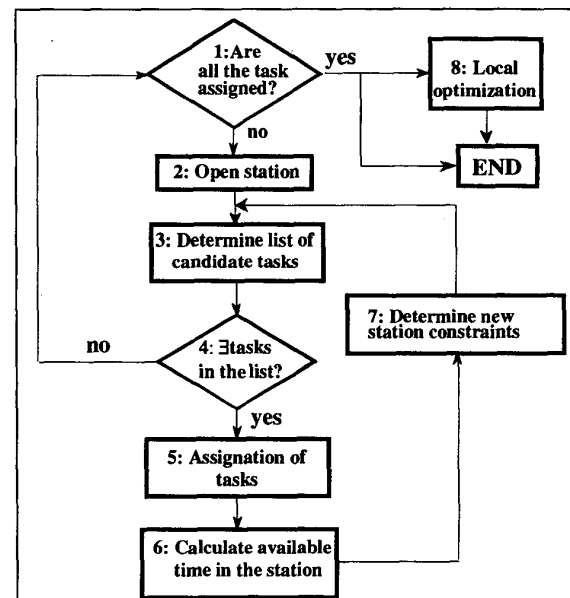 1:Are
all the task
assigned?
yes
8: Local
optimization
no
END
2: Open station
3: Determine list of
candidate tasks
7: Determine new
station constraints
no
4: ∃tasks
in the list?
yes
5: Assignation of
tasks
6: Calculate available
time in the station